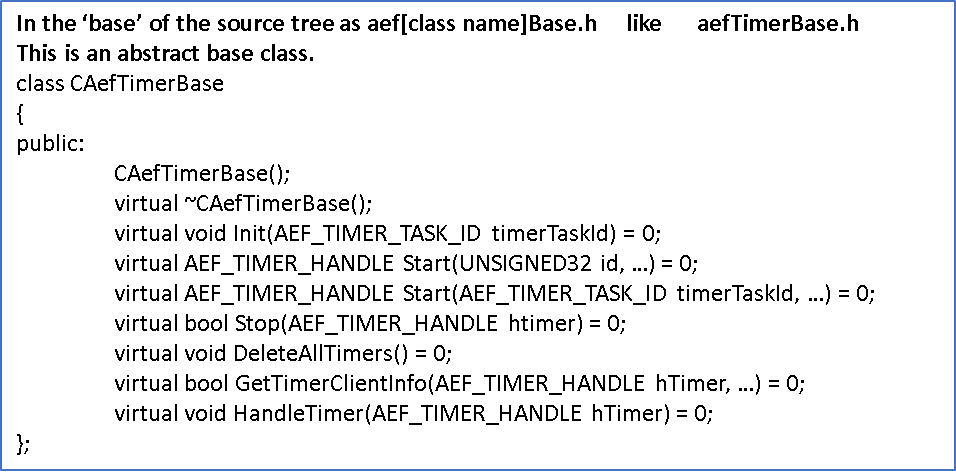 In the ‘base’ of the source tree as aef[class name]Base.h like aefTimerBase.h
This is an abstract base class.
class CAefTimerBase
{
public:
CAefTimerBase();
virtual ~CAefTimerBase();
virtual void Init(AEF_TIMER_TASK_ID timerTaskId) = 0;
virtual AEF_TIMER_HANDLE Start(UNSIGNED32 id, ...) = 0;
virtual AEF_TIMER_HANDLE Start(AEF_TIMER_TASK_ID timerTaskId, ...) = 0;
virtual bool Stop(AEF_TIMER_HANDLE htimer) = 0;
virtual void DeleteAllTimers() = 0;
virtual bool GetTimerClientInfo(AEF_TIMER_HANDLE hTimer, ...) = 0;
virtual void HandleTimer(AEF_TIMER_HANDLE hTimer) = 0;
};